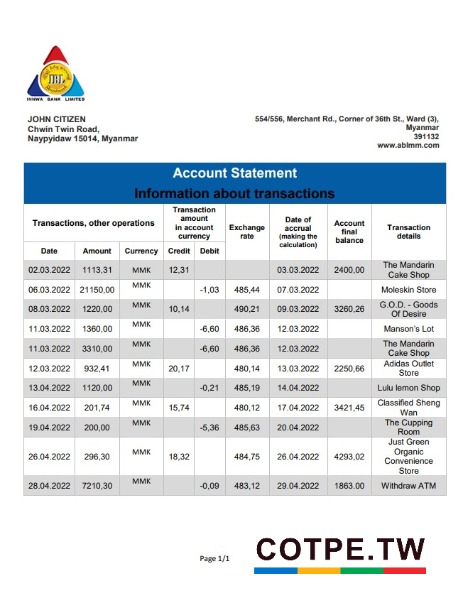 IBL
INNWA BANK LIMITED
JOHN CITIZEN
Chwin Twin Road,
Naypyidaw 15014, Myanmar
554/556, Merchant Rd., Corner of 36th St., Ward (3),
Myanmar
391132
www.ablmm.com
Account Statement
Information about transactions
Transactions, other operations
Transaction
amount
in account
currency
Exchange
rate
Date of
accrual
(making the
calculation)
Account
final
balance
Transaction
details
Date Amount Currency Credit Debit
02.03.2022 1113,31 MMK 12,31 03.03.2022 2400,00 The Mandarin
Cake Shop
06.03.2022 21150,00 MMK -1,03 485,44 07.03.2022 Moleskin Store
08.03.2022 1220,00 MMK 10,14 490,21 09.03.2022 3260,26 G.O.D. - Goods
Of Desire
11.03.2022 1360,00 MMK -6,60 486,36 12.03.2022 Manson's Lot
11.03.2022 3310,00 MMK -6,60 486,36 12.03.2022 The Mandarin
Cake Shop
12.03.2022 932,41 MMK 20,17 480,14 13.03.2022 2250,66 Adidas Outlet
Store
13.04.2022 1120,00 MMK -0,21 485,19 14.04.2022 Lulu lemon Shop
16.04.2022 201,74 MMK 15,74 480,12 17.04.2022 3421,45 Classified Sheng
Wan
19.04.2022 200,00 MMK -5,36 485,63 20.04.2022 The Cupping
Room
26.04.2022 296,30 MMK 18,32 484,75 26.04.2022 4293,02 Just Green
Organic
Convenience
Store
28.04.2022 7210,30 MMK -0,09 483,12 29.04.2022 1863.00 Withdraw ATM
Page 1/1
COTPE.TW